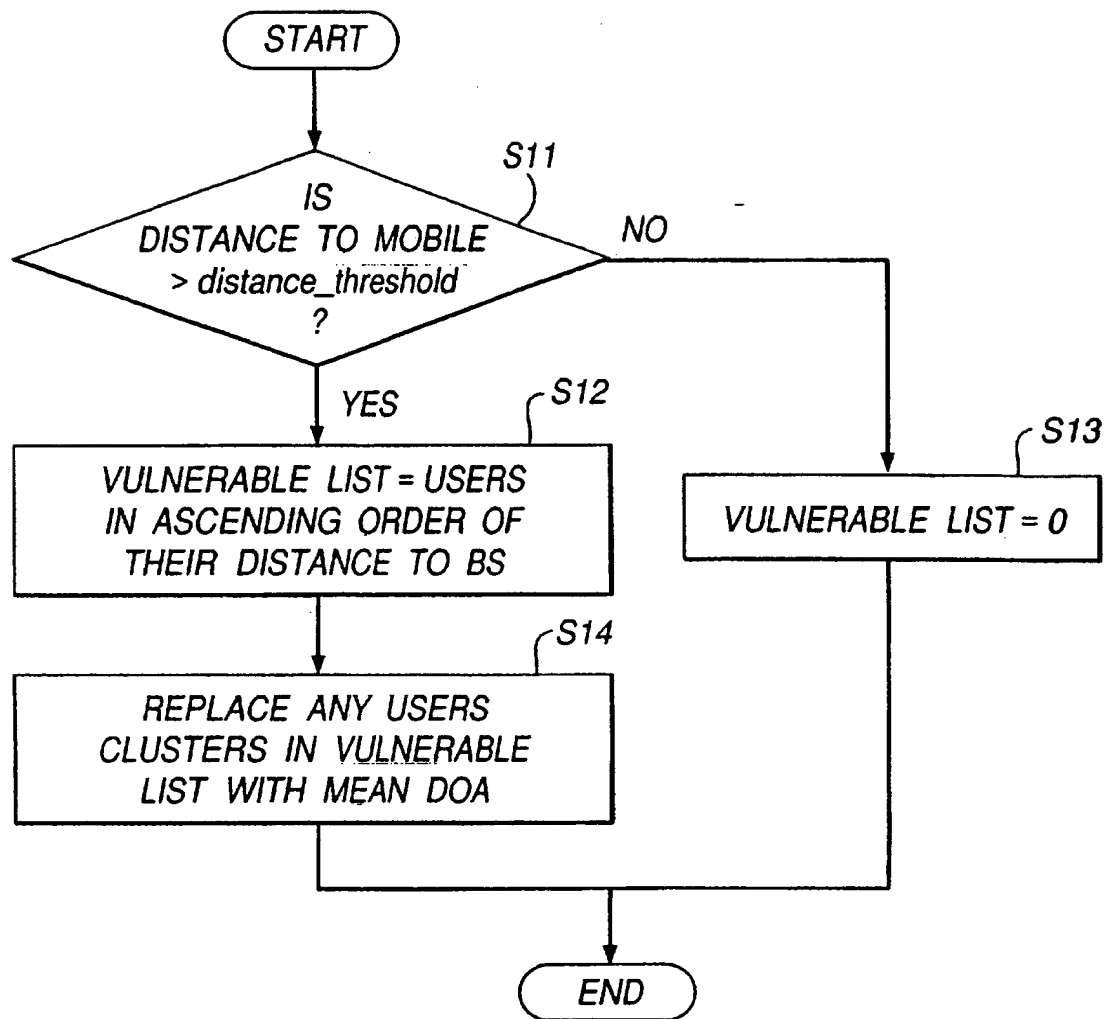 START
S11
IS
DISTANCE TO MOBILE
> distance_threshold
?
NO
YES
S12
VULNERABLE LIST = USERS
IN ASCENDING ORDER OF
THEIR DISTANCE TO BS
S13
VULNERABLE LIST = 0
S14
REPLACE ANY USERS
CLUSTERS IN VULNERABLE
LIST WITH MEAN DOA
END